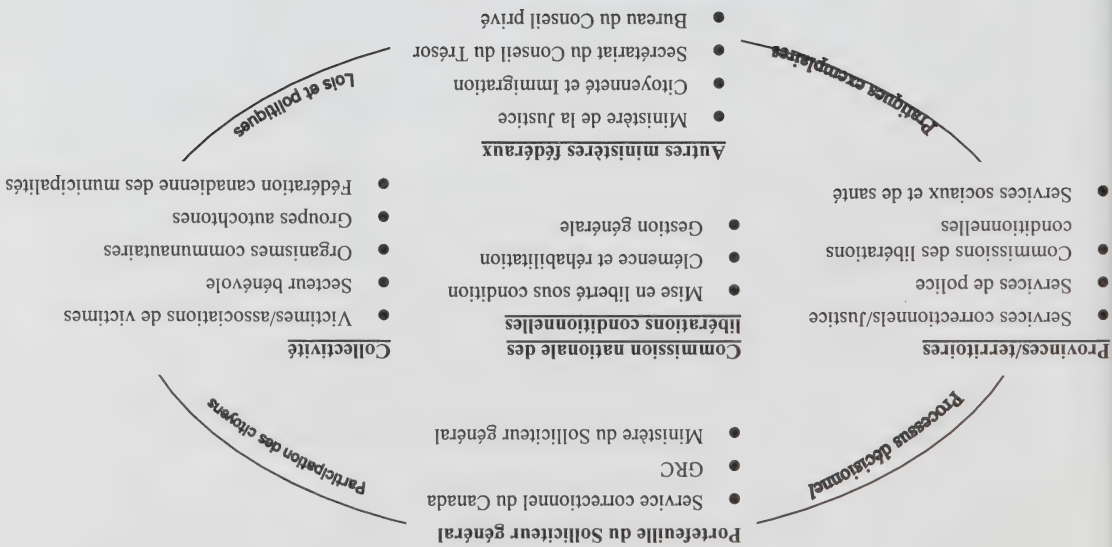 Portefeuille du Solliciteur général
• Service correctionnel du Canada
• GRC
• Ministère du Solliciteur général
Processus décisionnel
Participation des citoyens
Provinces/territoires
• Services correctionnels/Justice
• Services de police
• Commissions des libérations
conditionnelles
• Services sociaux et de santé
Commission nationale des
libérations conditionnelles
• Mise en liberté sous condition
• Clémence et réhabilitation
• Gestion générale
Collectivité
• Victimes/associations de victimes
• Secteur bénévole
• Organismes communautaires
• Groupes autochtones
• Fédération canadienne des municipalités
Autres ministères fédéraux
• Ministère de la Justice
• Citoyenneté et Immigration
• Secrétariat du Conseil du Trésor
• Bureau du Conseil privé
Pratiques exemplaires
Lois et politiques